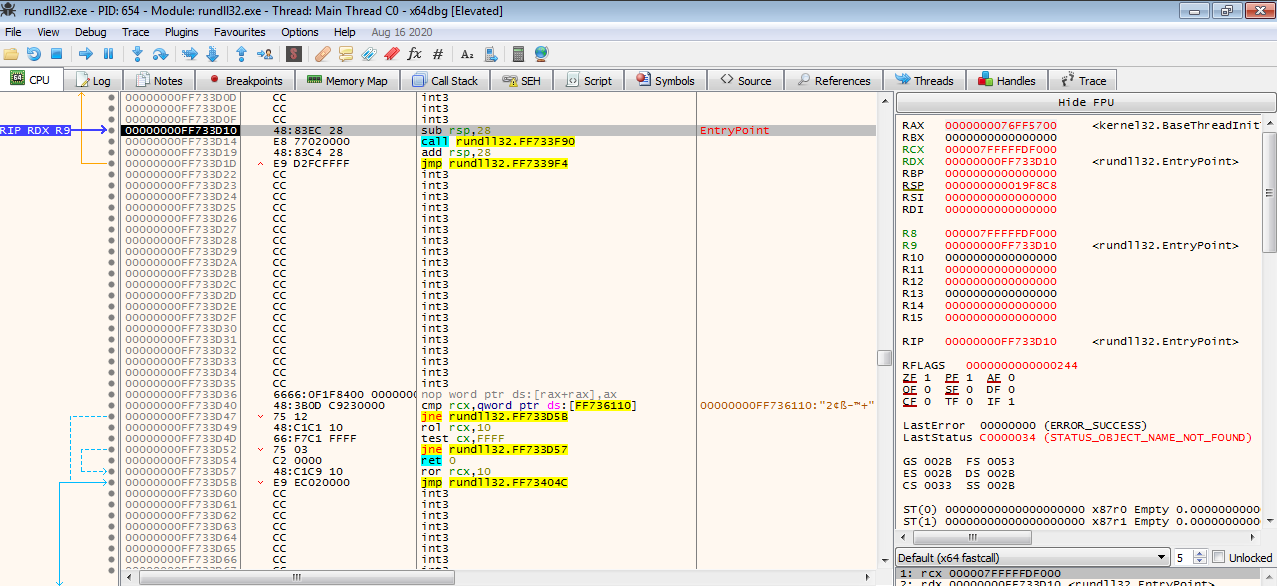 rundll32.exe - PID: 654 - Module: rundll32.exe - Thread: Main Thread C0 - x64dbg [Elevated]
File View Debug Trace Plugins Favourites Options Help Aug 16 2020
CPU Log Notes Breakpoints Memory Map Call Stack SEH Script Symbols Source References Threads Handles Trace
RIP RDX R9
00000000FF733D0D CC int3
00000000FF733D0E CC int3
00000000FF733D0F CC int3
00000000FF733D10 48:83EC 28 sub rsp,28 EntryPoint
00000000FF733D14 E8 77020000 call rundll32.FF733F90
00000000FF733D19 48:83C4 28 add rsp,28
00000000FF733D1D E9 D2FCFFFF jmp rundll32.FF7339F4
00000000FF733D22 CC int3
00000000FF733D23 CC int3
00000000FF733D24 CC int3
00000000FF733D25 CC int3
00000000FF733D26 CC int3
00000000FF733D27 CC int3
00000000FF733D28 CC int3
00000000FF733D29 CC int3
00000000FF733D2A CC int3
00000000FF733D2B CC int3
00000000FF733D2C CC int3
00000000FF733D2D CC int3
00000000FF733D2E CC int3
00000000FF733D2F CC int3
00000000FF733D30 CC int3
00000000FF733D31 CC int3
00000000FF733D32 CC int3
00000000FF733D33 CC int3
00000000FF733D34 CC int3
00000000FF733D35 CC int3
00000000FF733D36 6666:0F1F8400 0000000 nop word ptr ds:[rax+rax],ax
00000000FF733D40 48:3B0D C9230000 cmp rcx,qword ptr ds:[FF736110] 00000000FF736110:"2¢ß-™+"
00000000FF733D47 75 12 jne rundll32.FF733D5B
00000000FF733D49 48:C1C1 10 rol rcx,10
00000000FF733D4D 66:F7C1 FFFF test cx,FFFF
00000000FF733D52 75 03 jne rundll32.FF733D57
00000000FF733D54 C2 0000 ret 0
00000000FF733D57 48:C1C9 10 ror rcx,10
00000000FF733D5B E9 EC020000 jmp rundll32.FF73404C
00000000FF733D60 CC int3
00000000FF733D61 CC int3
00000000FF733D62 CC int3
00000000FF733D63 CC int3
00000000FF733D64 CC int3
00000000FF733D65 CC int3
00000000FF733D66 CC int3
Hide FPU
RAX 0000000076FF5700 <kernel32.BaseThreadInit
RBX 0000000000000000
RCX 000007FFFFFDF000
RDX 00000000FF733D10 <rundll32.EntryPoint>
RBP 0000000000000000
RSP 000000000019F8C8
RSI 0000000000000000
RDI 0000000000000000
R8 000007FFFFFDF000
R9 00000000FF733D10 <rundll32.EntryPoint>
R10 0000000000000000
R11 0000000000000000
R12 0000000000000000
R13 0000000000000000
R14 0000000000000000
R15 0000000000000000
RIP 00000000FF733D10 <rundll32.EntryPoint>
RFLAGS 0000000000000244
ZF 1 PF 1 AF 0
OF 0 SF 0 DF 0
CF 0 TF 0 IF 1
LastError 00000000 (ERROR_SUCCESS)
LastStatus C0000034 (STATUS_OBJECT_NAME_NOT_FOUND)
GS 002B FS 0053
ES 002B DS 002B
CS 0033 SS 002B
ST(0) 00000000000000000000 x87r0 Empty 0.0000000000
ST(1) 00000000000000000000 x87r1 Empty 0.0000000000
Default (x64 fastcall) 5 Unlocked
1: rcx 000007FFFFFDF000
2: rdx 00000000FF733D10 <rundll32.EntryPoint>